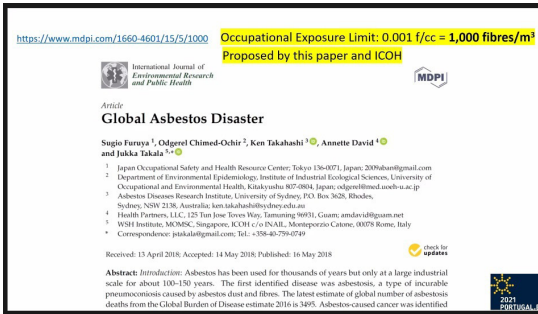 https://www.mdpi.com/1660-4601/15/5/1000
Occupational Exposure Limit: 0.001 f/cc = 1,000 fibres/m³
Proposed by this paper and ICOH
International Journal of
Environmental Research
and Public Health
MDPI
Article
Global Asbestos Disaster
Sugio Furuya 1, Odgerel Chimed-Ochir 2, Ken Takahashi 3, Annette David 4
and Jukka Takala 5,*
1 Japan Occupational Safety and Health Resource Center; Tokyo 136-0071, Japan; 2009aban@gmail.com
2 Department of Environmental Epidemiology, Institute of Industrial Ecological Sciences, University of
Occupational and Environmental Health, Kitakyushu 807-0804, Japan; odgerel@med.uoeh-u.ac.jp
3 Asbestos Diseases Research Institute, University of Sydney, P.O. Box 3628, Rhodes,
Sydney, NSW 2138, Australia; ken.takahashi@sydney.edu.au
4 Health Partners, LLC, 125 Tun Jose Toves Way, Tamuning 96931, Guam; amdavid@guam.net
5 WSH Institute, MOMSC, Singapore, ICOH c/o INAIL, Monteporzio Catone, 00078 Rome, Italy
* Correspondence: jstakala@gmail.com; Tel.: +358-40-759-0749
Received: 13 April 2018; Accepted: 14 May 2018; Published: 16 May 2018
check for
updates
Abstract: Introduction: Asbestos has been used for thousands of years but only at a large industrial
scale for about 100–150 years. The first identified disease was asbestosis, a type of incurable
pneumoconiosis caused by asbestos dust and fibres. The latest estimate of global number of asbestosis
deaths from the Global Burden of Disease estimate 2016 is 3495. Asbestos-caused cancer was identified
2021
PORTUGAL.E